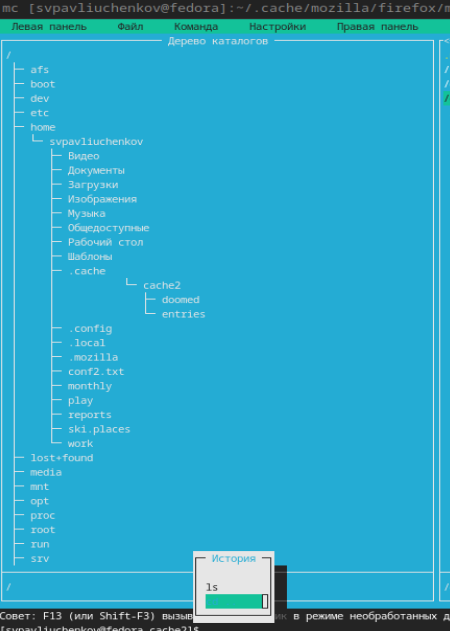 mc [svpavliuchenkov@fedora]:~/.cache/mozilla/firefox/m
Левая панель Файл Команда Настройки Правая панель
Дерево каталогов
/
afs
boot
dev
etc
home
svpavliuchenkov
Видео
Документы
Загрузки
Изображения
Музыка
Общедоступные
Рабочий стол
Шаблоны
.cache
cache2
doomed
entries
.config
.local
.mozilla
conf2.txt
monthly
play
reports
ski.places
work
lost+found
media
mnt
opt
proc
root
run
srv
История
ls
/
Совет: F13 (или Shift-F3) вызыв ик в режиме необработанных д
[svpavliuchenkov@fedora cache2]$